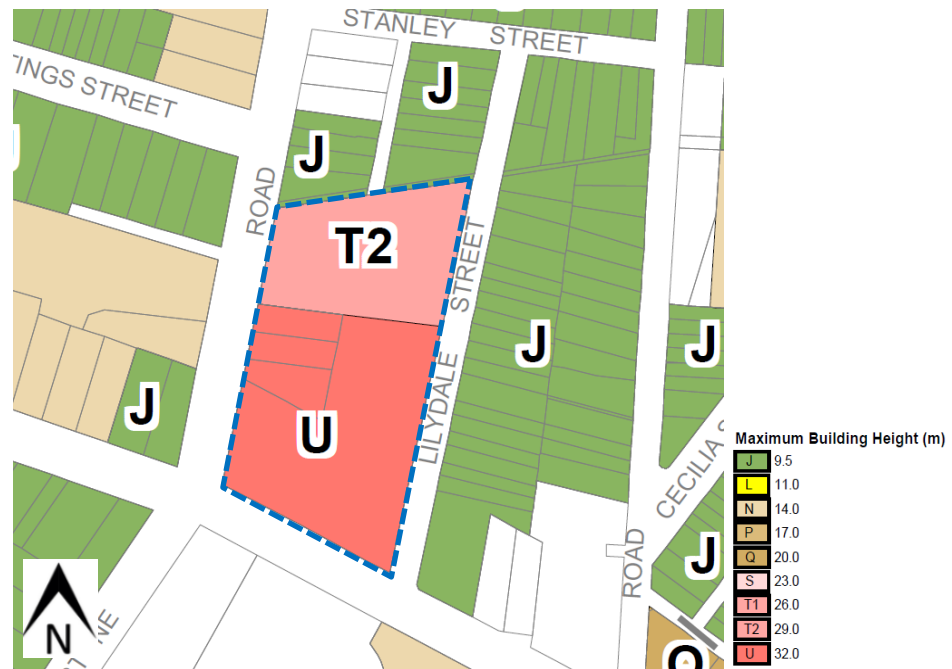 STANLEY STREET
TINGS STREET
J
J
J
ROAD
T2
STREET
J
J
J
U
LILYDALE
CECILIA S
J
ROAD
NE
N
Q
Maximum Building Height (m)
J 9.5
L 11.0
N 14.0
P 17.0
Q 20.0
S 23.0
T1 26.0
T2 29.0
U 32.0